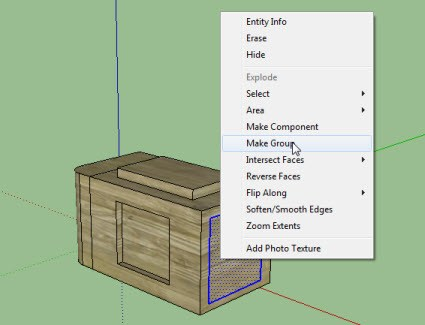 Entity Info
Erase
Hide
Explode
Select
Area
Make Component
Make Group
Intersect Faces
Reverse Faces
Flip Along
Soften/Smooth Edges
Zoom Extents
Add Photo Texture